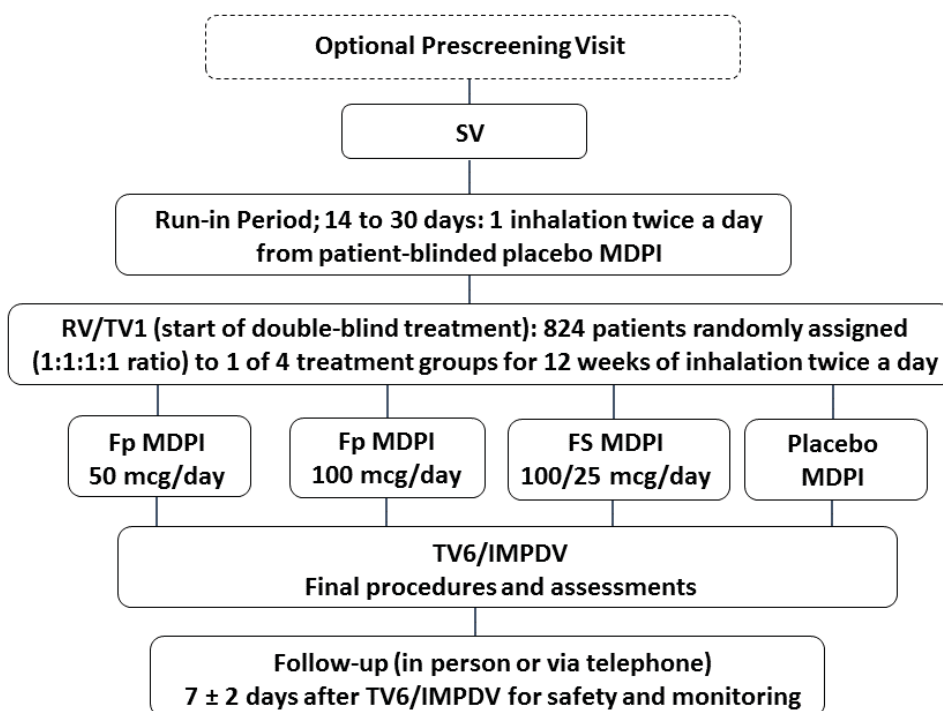 Optional Prescreening Visit
SV
Run-in Period; 14 to 30 days: 1 inhalation twice a day
from patient-blinded placebo MDPI
RV/TV1 (start of double-blind treatment): 824 patients randomly assigned
(1:1:1:1 ratio) to 1 of 4 treatment groups for 12 weeks of inhalation twice a day
Fp MDPI
50 mcg/day
Fp MDPI
100 mcg/day
FS MDPI
100/25 mcg/day
Placebo
MDPI
TV6/IMPDV
Final procedures and assessments
Follow-up (in person or via telephone)
7 ± 2 days after TV6/IMPDV for safety and monitoring